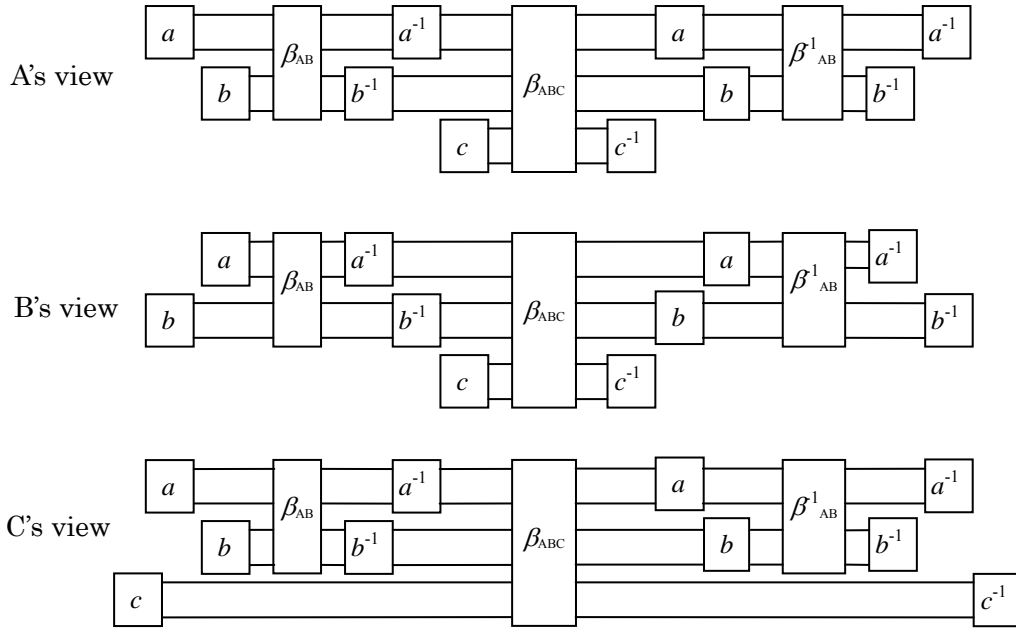 a β_AB a⁻¹ β_ABC a β⁻¹_AB a⁻¹
A's view
b b⁻¹ b b⁻¹
c c⁻¹
a β_AB a⁻¹ β_ABC a β⁻¹_AB a⁻¹
B's view
b b⁻¹ b b⁻¹
c c⁻¹
a β_AB a⁻¹ β_ABC a β⁻¹_AB a⁻¹
C's view
b b⁻¹ b b⁻¹
c c⁻¹